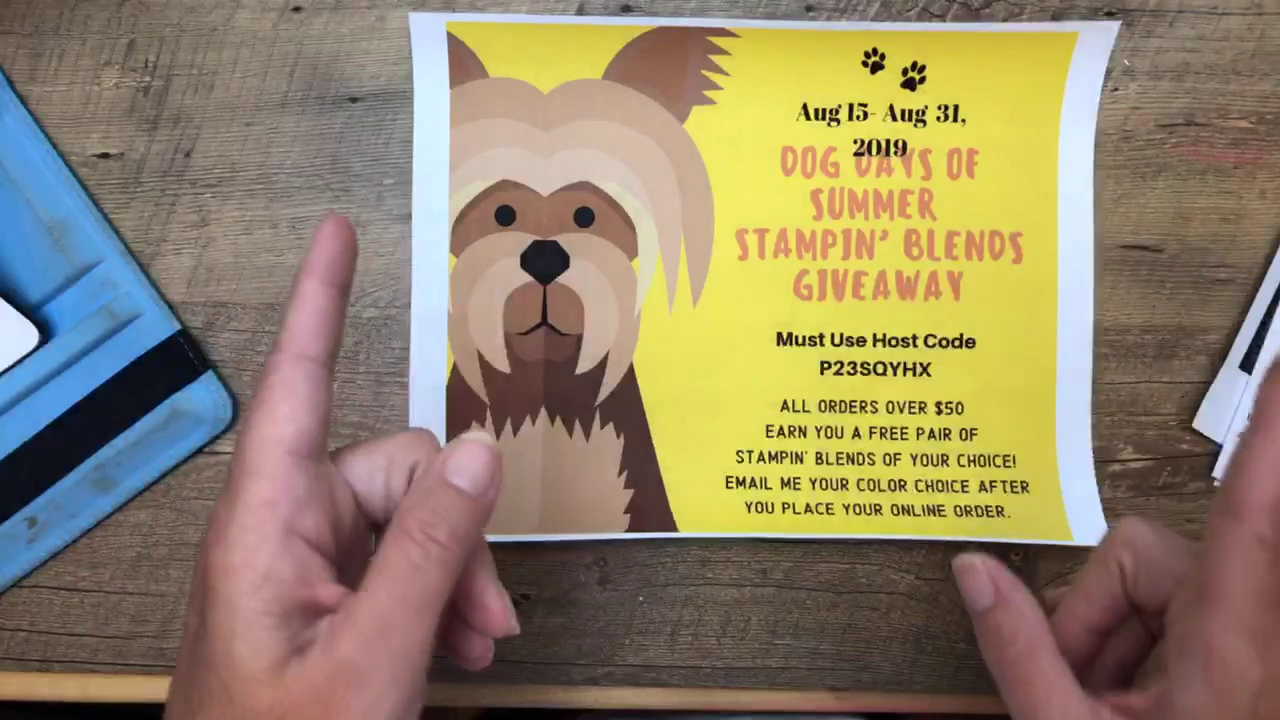 Aug 15- Aug 31,
2019
DOG DAYS OF
SUMMER
STAMPIN' BLENDS
GIVEAWAY
Must Use Host Code
P23SQYHX
ALL ORDERS OVER $50
EARN YOU A FREE PAIR OF
STAMPIN' BLENDS OF YOUR CHOICE!
EMAIL ME YOUR COLOR CHOICE AFTER
YOU PLACE YOUR ONLINE ORDER.